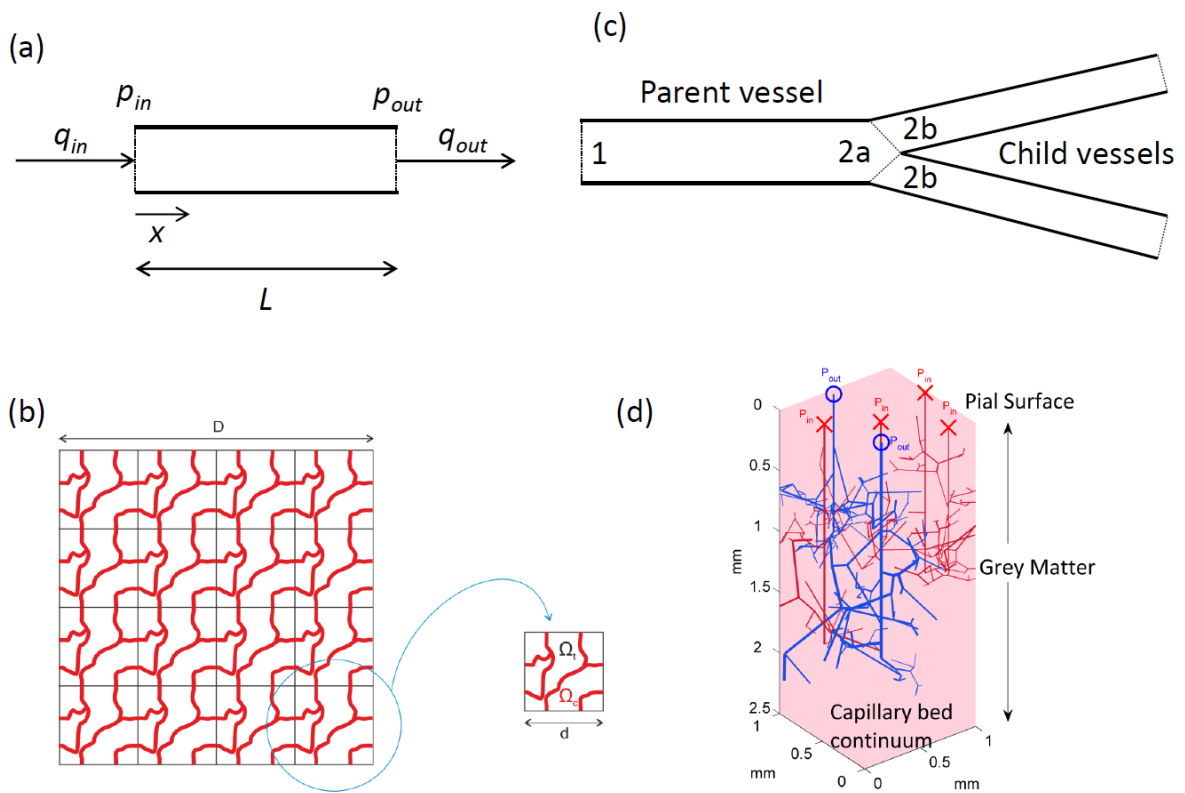 (a)
p_in
p_out
q_in
q_out
x
L
(c)
Parent vessel
1
2a
2b
2b
Child vessels
(b)
D
Ω_t
Ω_c
d
(d)
P_out
P_in
P_in
P_in
P_in
P_out
0
0.5
1
1.5
2
2.5
mm
1
0.5
0
mm
0
0.5
1
mm
Pial Surface
Grey Matter
Capillary bed
continuum